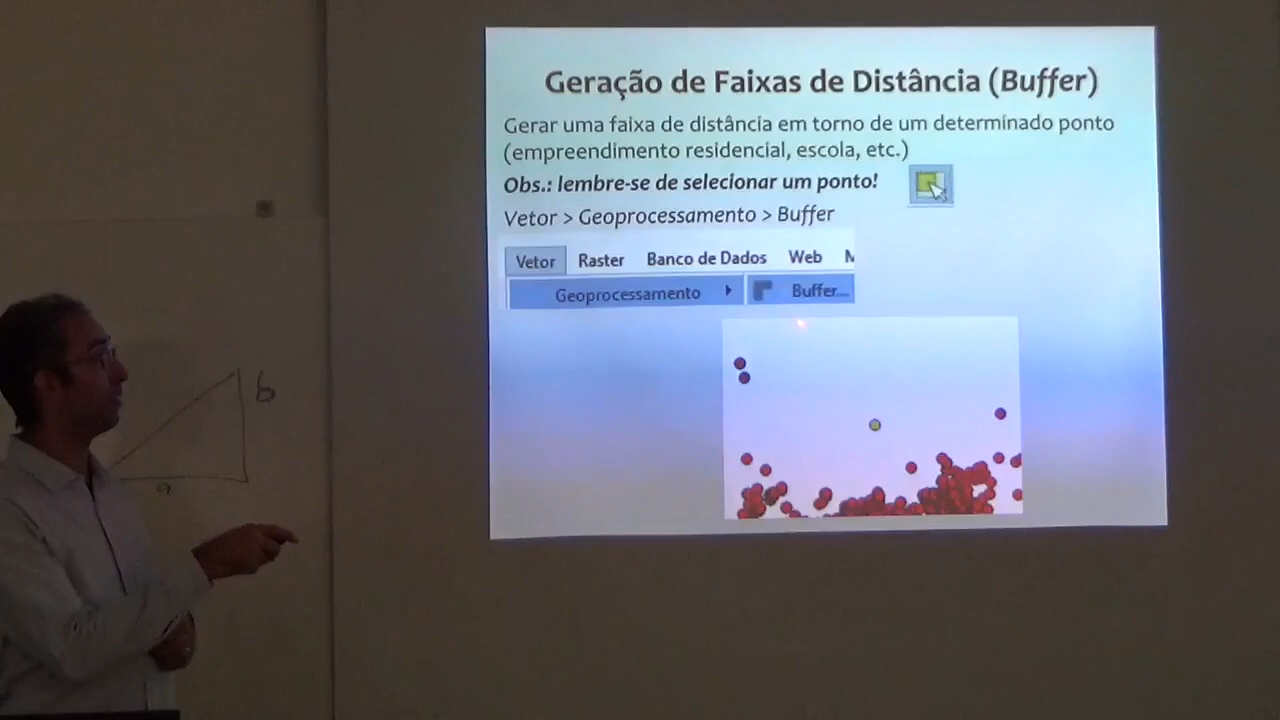 Geração de Faixas de Distância (Buffer)
Gerar uma faixa de distância em torno de um determinado ponto
(empreendimento residencial, escola, etc.)
Obs.: lembre-se de selecionar um ponto!
Vetor > Geoprocessamento > Buffer
Vetor Raster Banco de Dados Web M
Geoprocessamento Buffer...
b
a